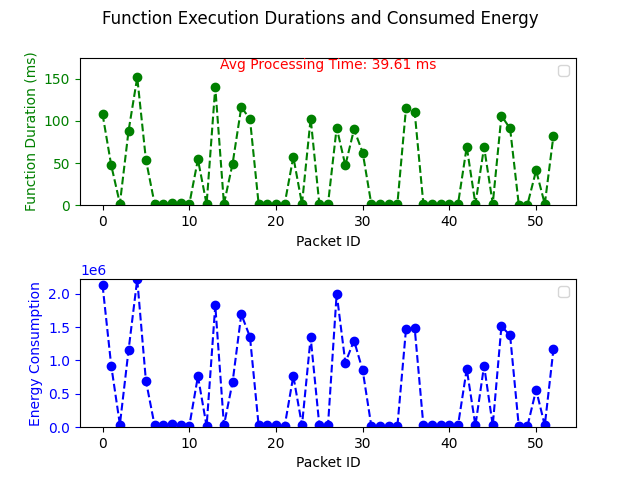 Function Execution Durations and Consumed Energy
Avg Processing Time: 39.61 ms
Function Duration (ms)
150
100
50
0
0 10 20 30 40 50
Packet ID
1e6
Energy Consumption
2.0
1.5
1.0
0.5
0.0
0 10 20 30 40 50
Packet ID